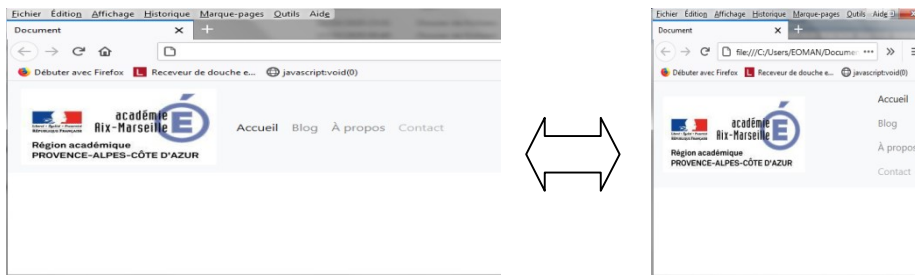 Fichier Édition Affichage Historique Marque-pages Outils Aide
Document
Débuter avec Firefox L Receveur de douche e... javascript:void(0)
académie
Aix-Marseille
Région académique
PROVENCE-ALPES-CÔTE D'AZUR
Accueil Blog À propos Contact
Fichier Édition Affichage Historique Marque-pages Outils Aide
Document
file:///C:/Users/EOMAN/Docume
Débuter avec Firefox L Receveur de douche e... javascript:void(0)
académie
Aix-Marseille
Région académique
PROVENCE-ALPES-CÔTE D'AZUR
Accueil
Blog
À propos
Contact